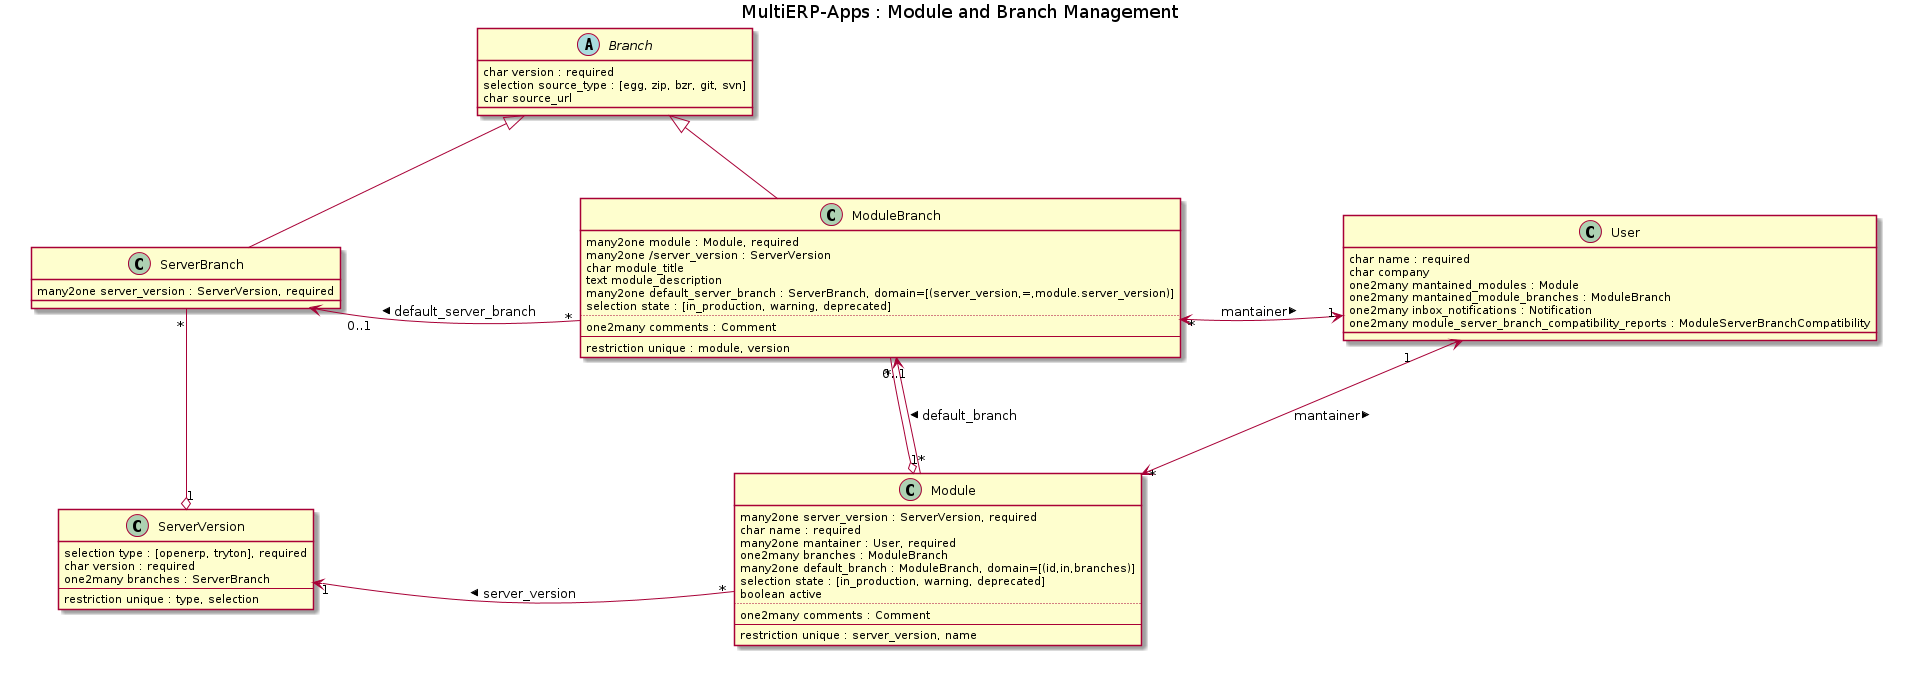 MultiERP-Apps : Module and Branch Management
A Branch
char version : required
selection source_type : [egg, zip, bzr, git, svn]
char source_url
C ModuleBranch
many2one module : Module, required
many2one /server_version : ServerVersion
char module_title
text module_description
many2one default_server_branch : ServerBranch, domain=[(server_version,=,module.server_version)]
selection state : [in_production, warning, deprecated]
one2many comments : Comment
restriction unique : module, version
C User
char name : required
char company
one2many mantained_modules : Module
one2many mantained_module_branches : ModuleBranch
one2many inbox_notifications : Notification
one2many module_server_branch_compatibility_reports : ModuleServerBranchCompatibility
C ServerBranch
many2one server_version : ServerVersion, required
default_server_branch
*
0..1
mantainer
1
*
*
1
*
0..1
default_branch
mantainer
1
*
*
1
C ServerVersion
selection type : [openerp, tryton], required
char version : required
one2many branches : ServerBranch
restriction unique : type, selection
1
server_version
*
C Module
many2one server_version : ServerVersion, required
char name : required
many2one mantainer : User, required
one2many branches : ModuleBranch
many2one default_branch : ModuleBranch, domain=[(id,in,branches)]
selection state : [in_production, warning, deprecated]
boolean active
one2many comments : Comment
restriction unique : server_version, name